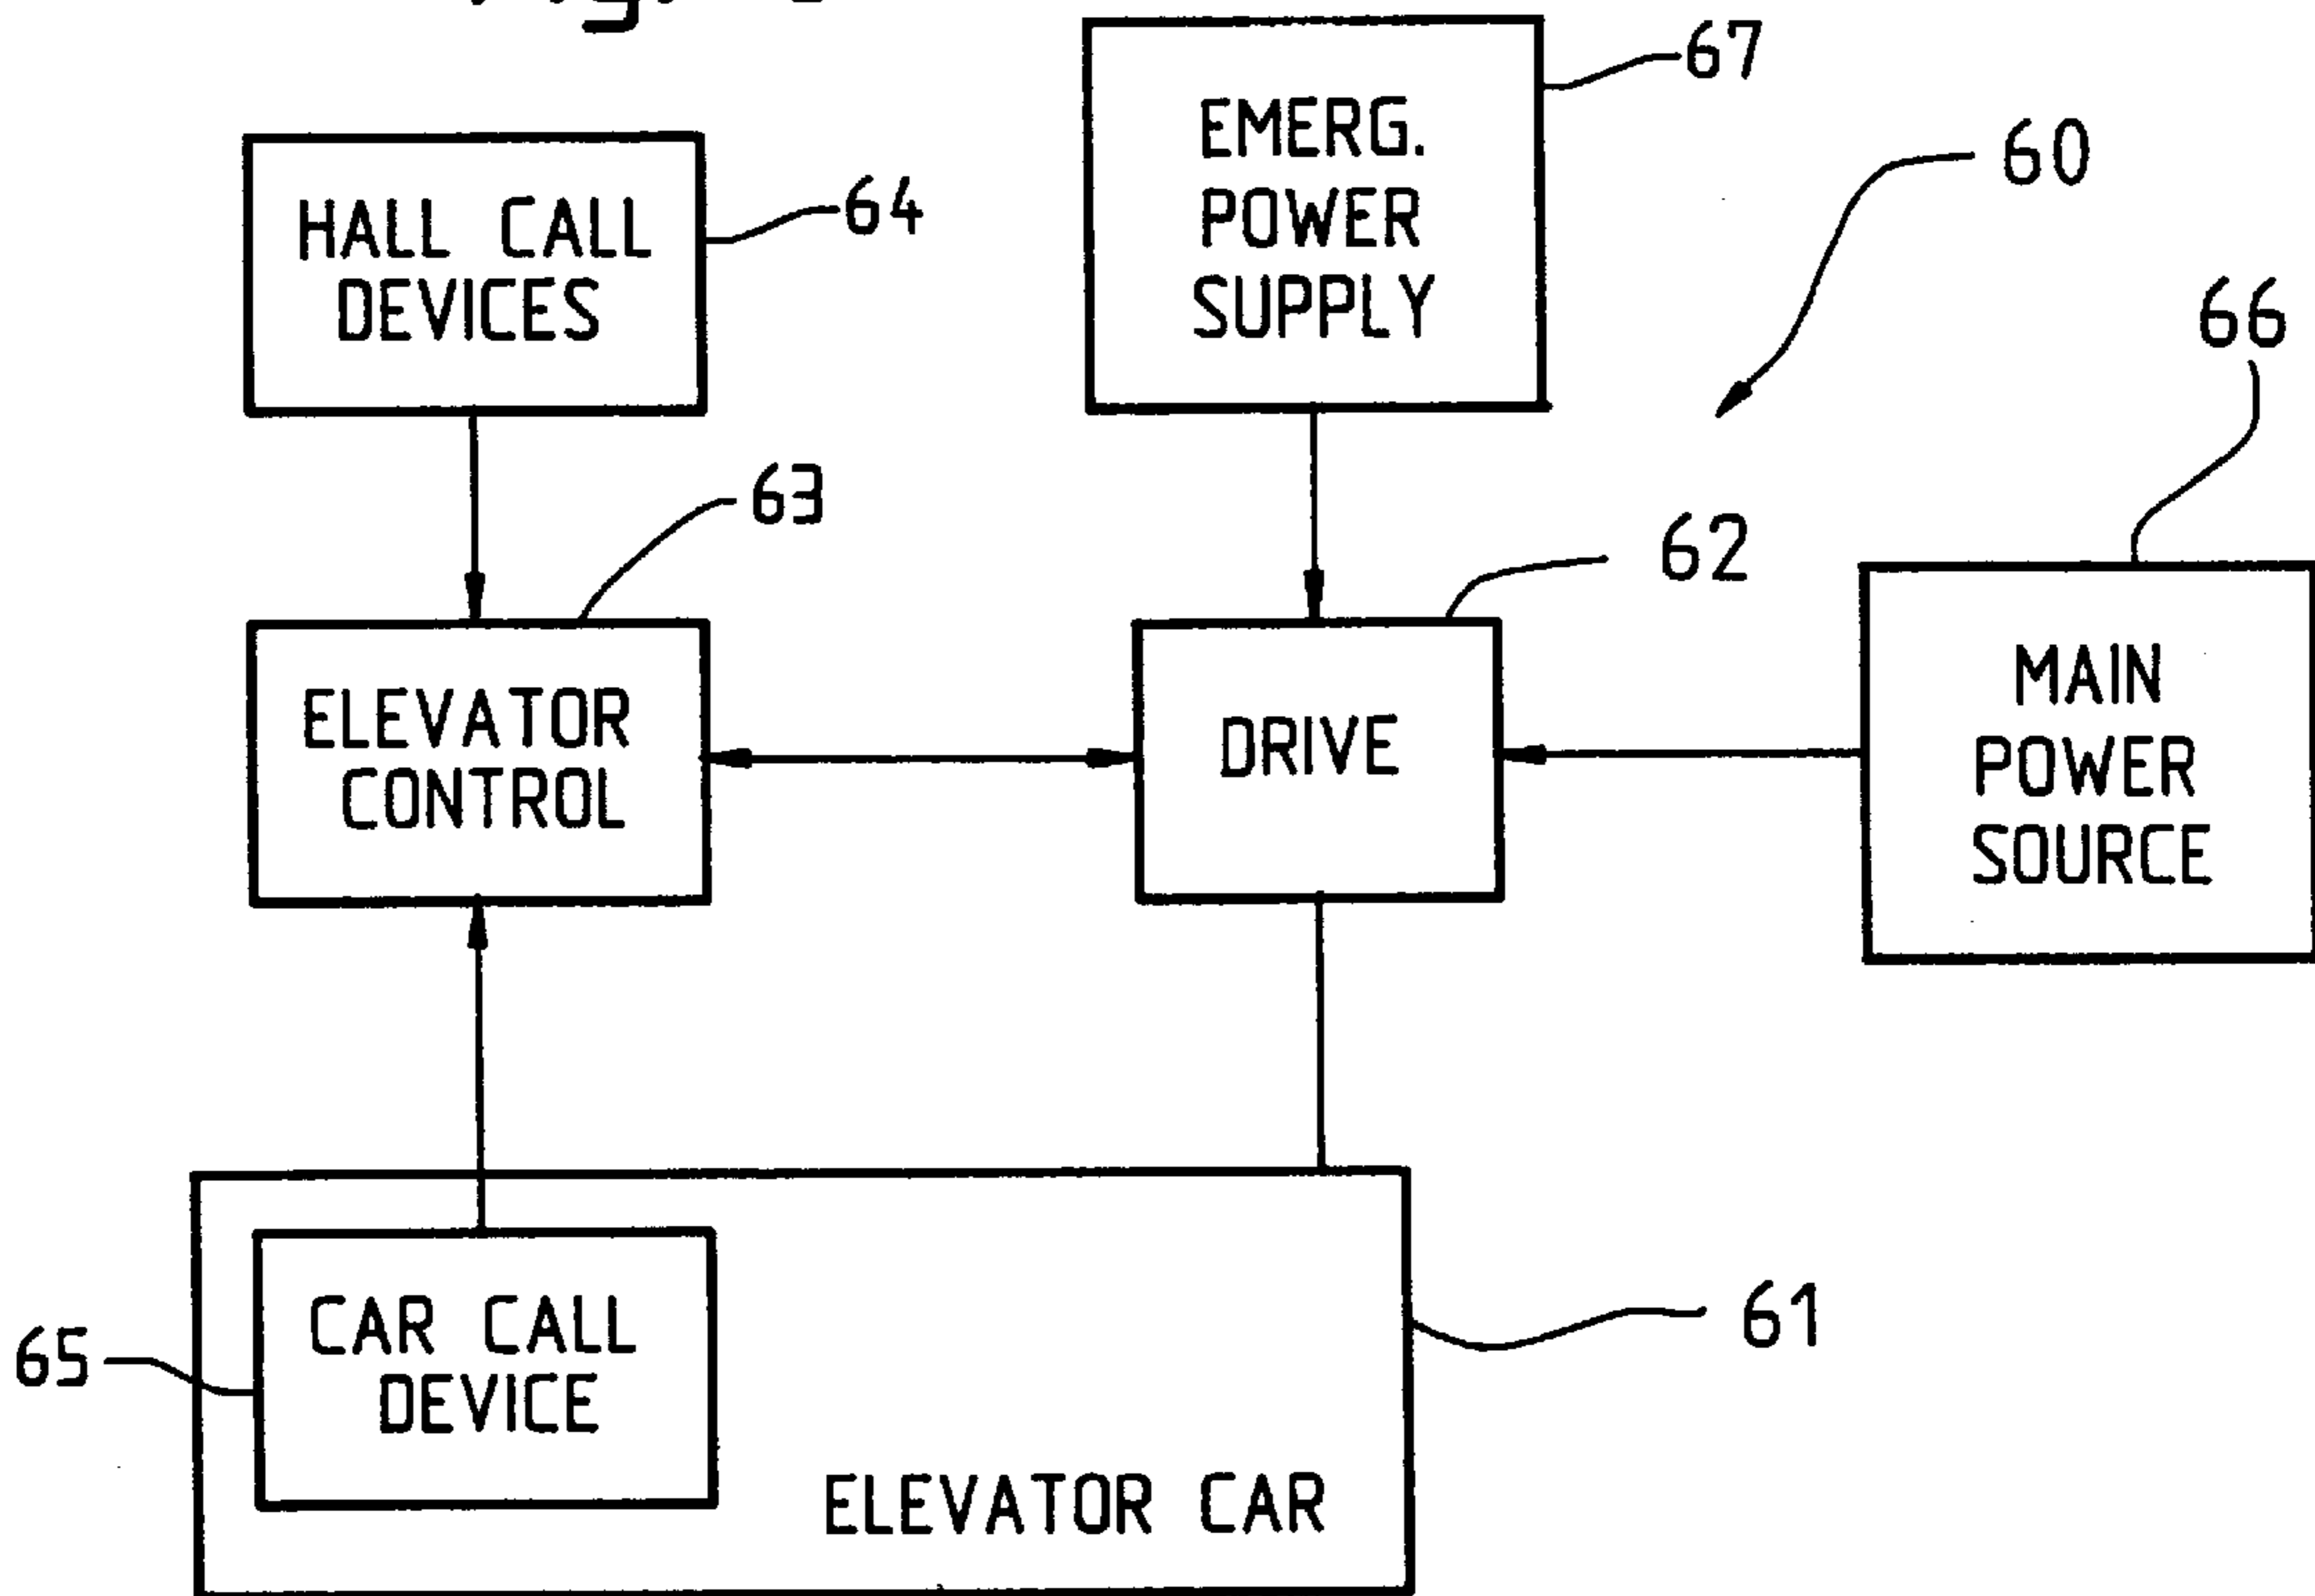 67
EMERG.
POWER
SUPPLY
60
HALL CALL
DEVICES
64
66
63
62
ELEVATOR
CONTROL
DRIVE
MAIN
POWER
SOURCE
65
CAR CALL
DEVICE
61
ELEVATOR CAR